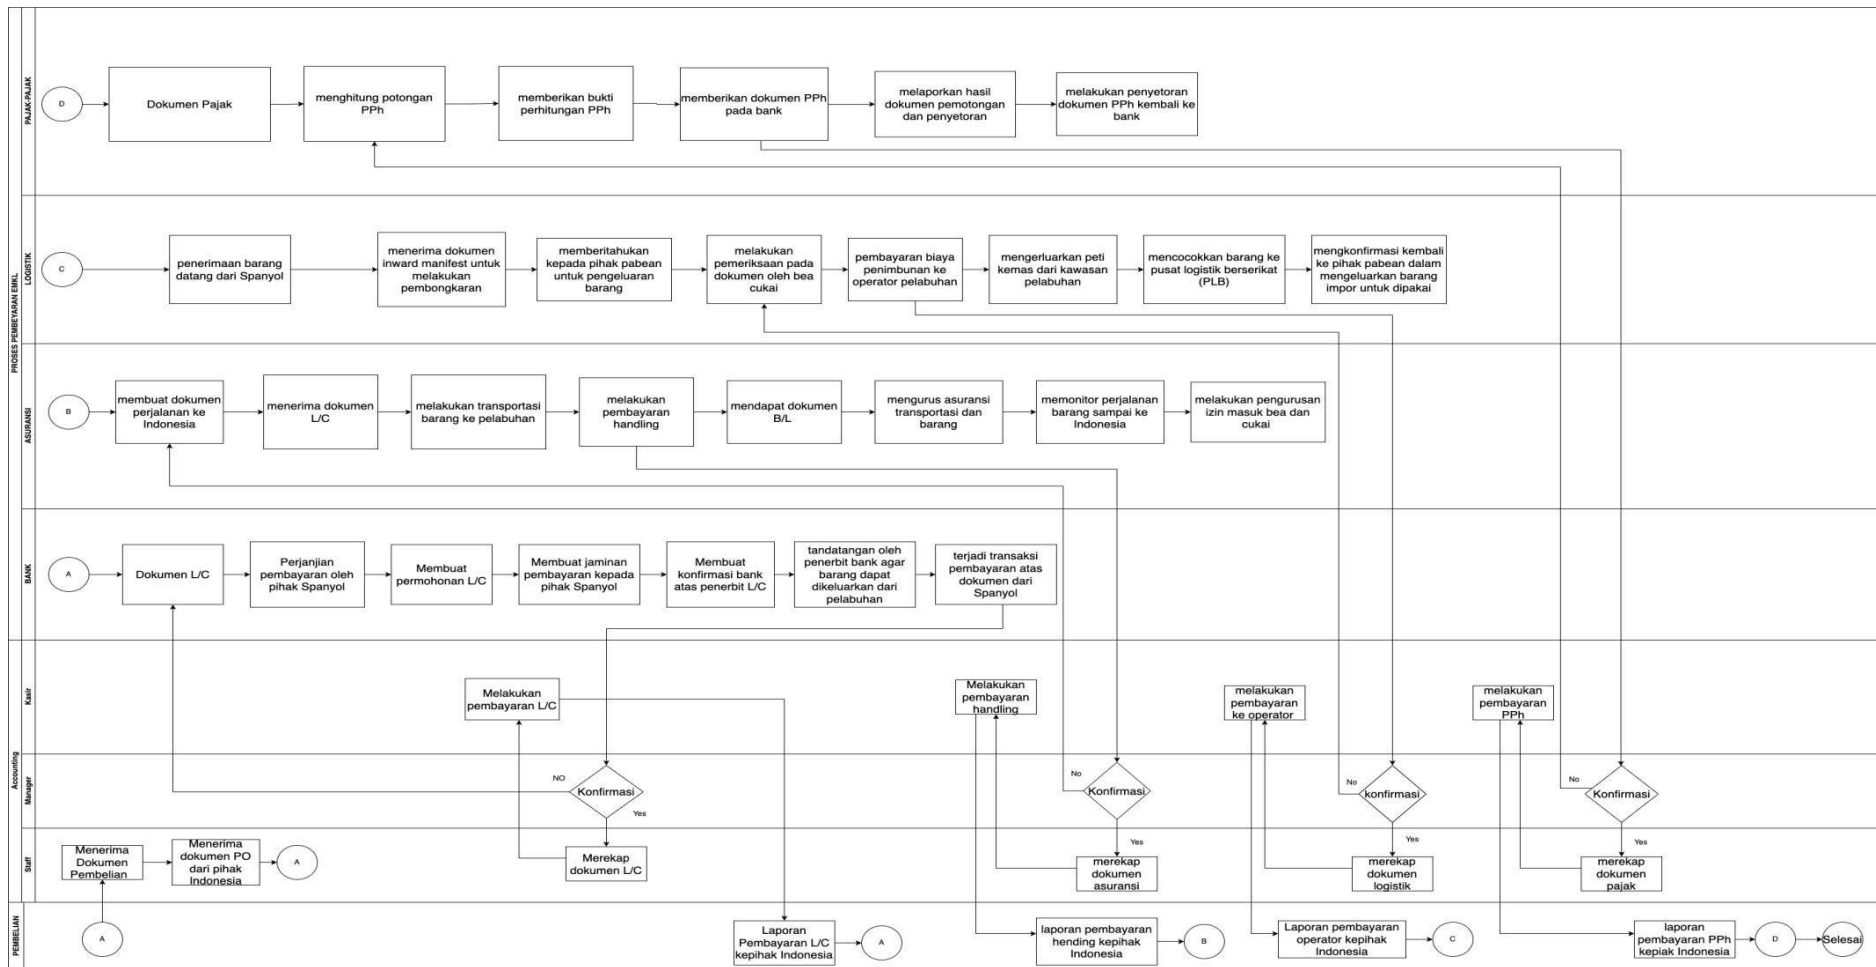 PROSES PEMBEYARAN EMKL
PAJAK-PAJAK
D
Dokumen Pajak
menghitung potongan
PPh
memberikan bukti
perhitungan PPh
memberikan dokumen PPh
pada bank
melaporkan hasil
dokumen pemotongan
dan penyetoran
melakukan penyetoran
dokumen PPh kembali ke
bank
LOGISTIK
C
penerimaan barang
datang dari Spanyol
menerima dokumen
inward manifest untuk
melakukan
pembongkaran
memberitahukan
kepada pihak pabean
untuk pengeluran
barang
melakukan
pemeriksaan pada
dokumen oleh bea
cukai
pembayaran biaya
penimbunan ke
operator pelabuhan
mengerluarkan peti
kemas dari kawasan
pelabuhan
mencocokkan barang ke
pusat logistik berserikat
(PLB)
mengkonfirmasi kembali
ke pihak pabean dalam
mengeluarkan barang
impor untuk dipakai
ASURANSI
B
membuat dokumen
perjalanan ke
Indonesia
menerima dokumen
L/C
melakukan transportasi
barang ke pelabuhan
melakukan
pembayaran
handling
mendapat dokumen
B/L
mengurus asuransi
transportasi dan
barang
memonitor perjalanan
barang sampai ke
Indonesia
melakukan pengurusan
izin masuk bea dan
cukai
BANK
A
Dokumen L/C
Perjanjian
pembayaran oleh
pihak Spanyol
Membuat
permohonan L/C
Membuat jaminan
pembayaran kepada
pihak Spanyol
Membuat
konfirmasi bank
atas penerbit L/C
tandatangan oleh
penerbit bank agar
barang dapat
dikeluarkan dari
pelabuhan
terjadi transaksi
pembayaran atas
dokumen dari
Spanyol
Accounting
Kasir
Melakukan
pembayaran L/C
Melakukan
pembayaran
handling
melakukan
pembayaran
ke operator
melakukan
pembayaran
PPh
Manager
NO
Konfirmasi
Yes
No
Konfirmasi
Yes
No
konfirmasi
Yes
No
Konfirmasi
Yes
Staff
Menerima
Dokumen
Pembelian
Menerima
dokumen PO
dari pihak
Indonesia
A
Merekap
dokumen L/C
merekap
dokumen
asuransi
merekap
dokumen
logistik
merekap
dokumen
pajak
PEMBELIAN
A
Laporan
Pembayaran L/C
kepihak Indonesia
A
laporan pembayaran
hending kepihak
Indonesia
B
Laporan pembayaran
operator kepihak
Indonesia
C
laporan
pembayaran PPh
kepiak Indonesia
D
Selesai